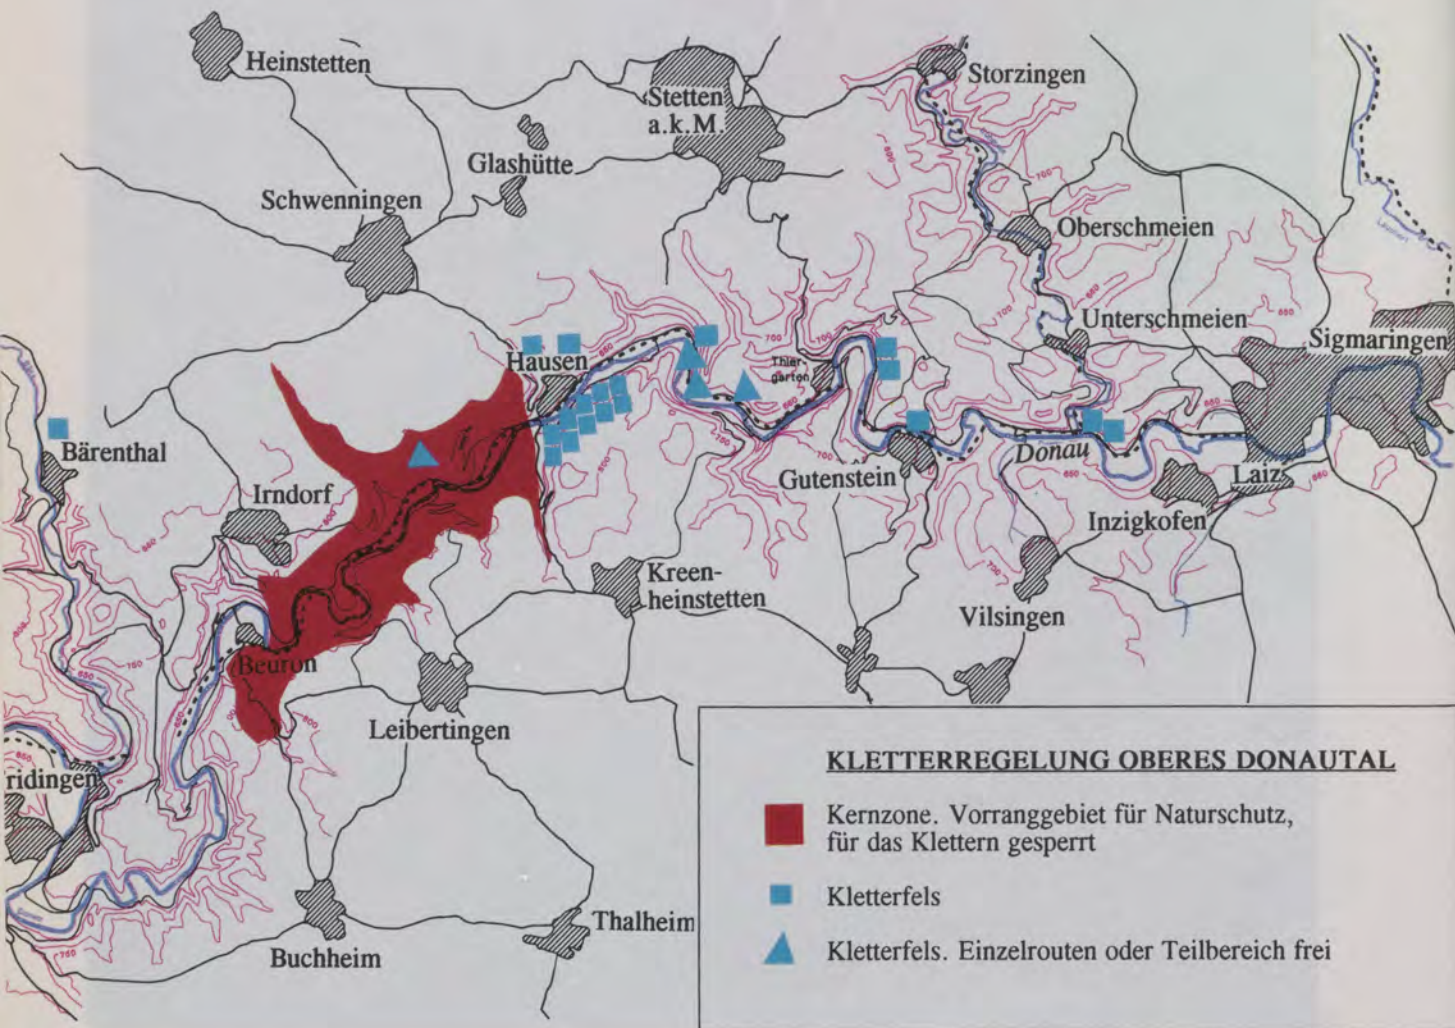 Heinstetten
Storzingen
Stetten
a.k.M.
Glashütte
Schwenningen
Oberschmeien
Unterschmeien
Sigmaringen
Hausen
Thier-
garten
Bärenthal
Irndorf
Gutenstein
Donau
Laiz
Inzigkofen
Kreen-
heinstetten
Vilsingen
Beuron
Leibertingen
ridingen
Buchheim
Thalheim
KLETTERREGELUNG OBERES DONAUTAL
Kernzone. Vorranggebiet für Naturschutz,
für das Klettern gesperrt
Kletterfels
Kletterfels. Einzelrouten oder Teilbereich frei